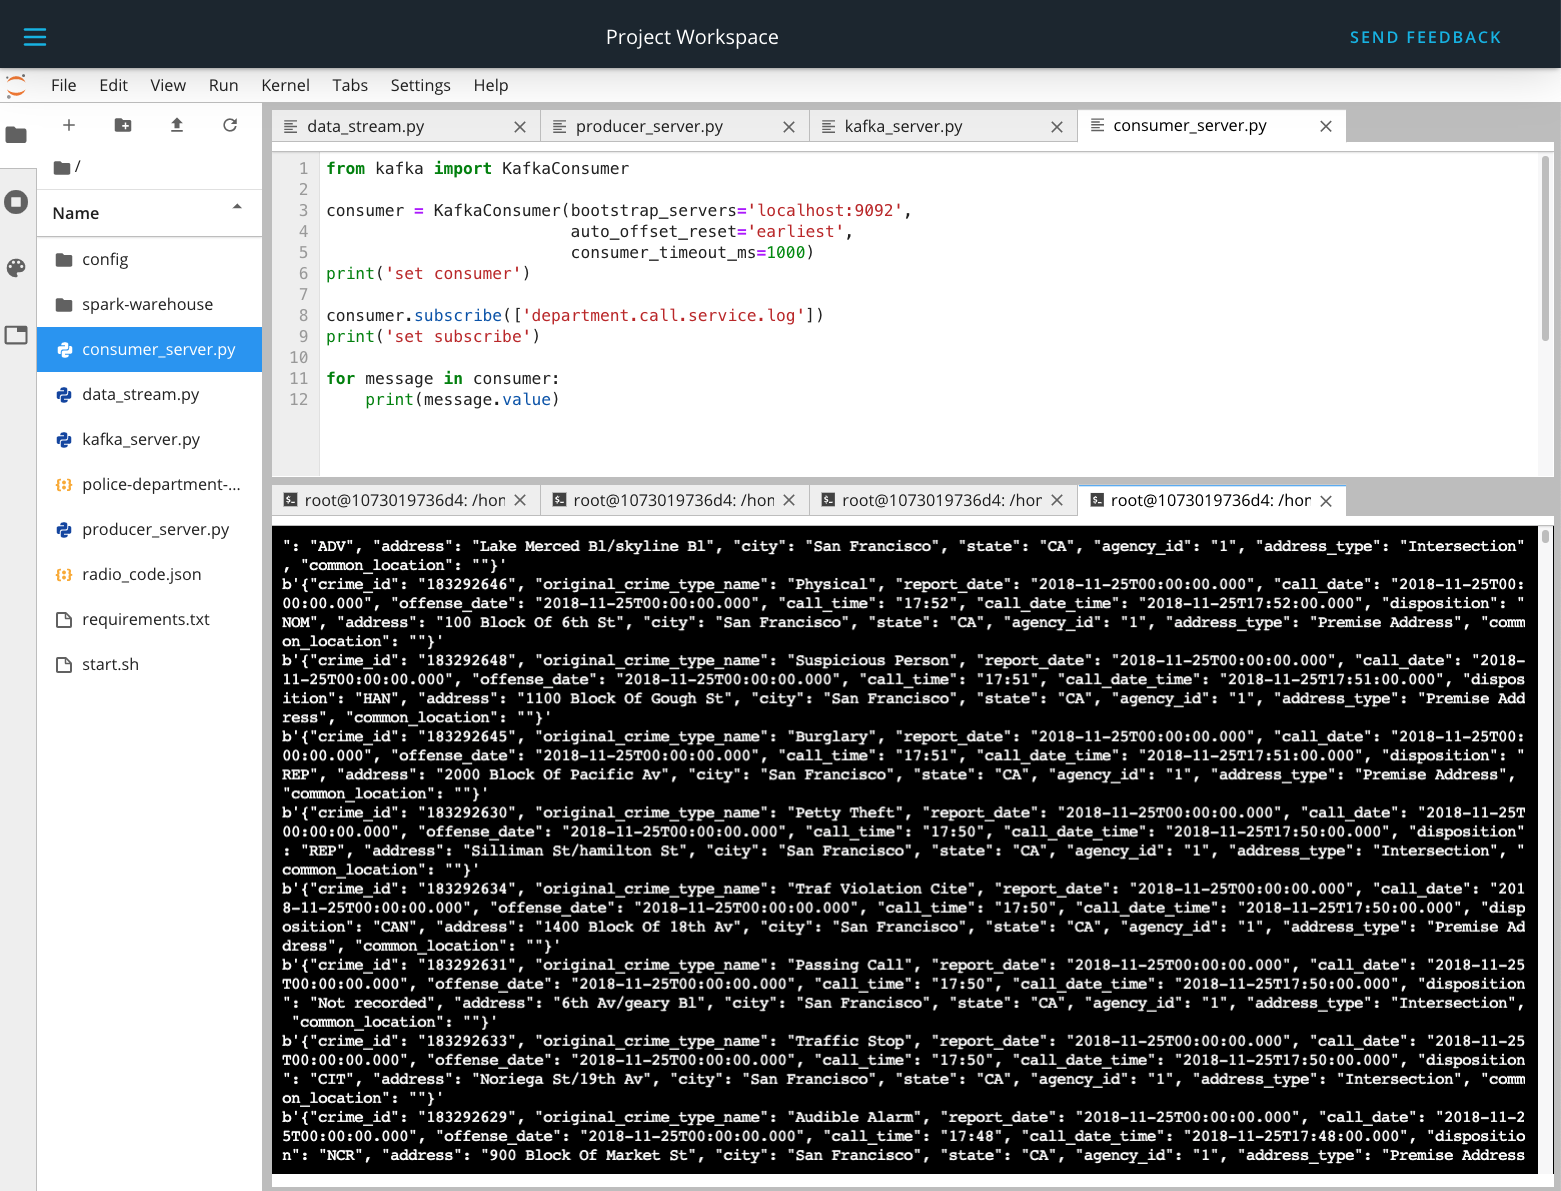 Project Workspace
SEND FEEDBACK
File Edit View Run Kernel Tabs Settings Help
data_stream.py
producer_server.py
kafka_server.py
consumer_server.py
/
Name
config
spark-warehouse
consumer_server.py
data_stream.py
kafka_server.py
police-department-...
producer_server.py
radio_code.json
requirements.txt
start.sh
1 from kafka import KafkaConsumer
2
3 consumer = KafkaConsumer(bootstrap_servers='localhost:9092',
4 auto_offset_reset='earliest',
5 consumer_timeout_ms=1000)
6 print('set consumer')
7
8 consumer.subscribe(['department.call.service.log'])
9 print('set subscribe')
10
11 for message in consumer:
12 print(message.value)
root@1073019736d4: /hon
root@1073019736d4: /hon
root@1073019736d4: /hon
root@1073019736d4: /hon
": "ADV", "address": "Lake Merced Bl/skyline Bl", "city": "San Francisco", "state": "CA", "agency_id": "1", "address_type": "Intersection"
, "common_location": ""}'
b'{"crime_id": "183292646", "original_crime_type_name": "Physical", "report_date": "2018-11-25T00:00:00.000", "call_date": "2018-11-25T00:
00:00.000", "offense_date": "2018-11-25T00:00:00.000", "call_time": "17:52", "call_date_time": "2018-11-25T17:52:00.000", "disposition": "
NOM", "address": "100 Block Of 6th St", "city": "San Francisco", "state": "CA", "agency_id": "1", "address_type": "Premise Address", "comm
on_location": ""}'
b'{"crime_id": "183292648", "original_crime_type_name": "Suspicious Person", "report_date": "2018-11-25T00:00:00.000", "call_date": "2018-
11-25T00:00:00.000", "offense_date": "2018-11-25T00:00:00.000", "call_time": "17:51", "call_date_time": "2018-11-25T17:51:00.000", "dispos
ition": "HAN", "address": "1100 Block Of Gough St", "city": "San Francisco", "state": "CA", "agency_id": "1", "address_type": "Premise Add
ress", "common_location": ""}'
b'{"crime_id": "183292645", "original_crime_type_name": "Burglary", "report_date": "2018-11-25T00:00:00.000", "call_date": "2018-11-25T00:
00:00.000", "offense_date": "2018-11-25T00:00:00.000", "call_time": "17:51", "call_date_time": "2018-11-25T17:51:00.000", "disposition": "
REP", "address": "2000 Block Of Pacific Av", "city": "San Francisco", "state": "CA", "agency_id": "1", "address_type": "Premise Address",
"common_location": ""}'
b'{"crime_id": "183292630", "original_crime_type_name": "Petty Theft", "report_date": "2018-11-25T00:00:00.000", "call_date": "2018-11-25T
00:00:00.000", "offense_date": "2018-11-25T00:00:00.000", "call_time": "17:50", "call_date_time": "2018-11-25T17:50:00.000", "disposition"
: "REP", "address": "Silliman St/hamilton St", "city": "San Francisco", "state": "CA", "agency_id": "1", "address_type": "Intersection", "
common_location": ""}'
b'{"crime_id": "183292634", "original_crime_type_name": "Traf Violation Cite", "report_date": "2018-11-25T00:00:00.000", "call_date": "201
8-11-25T00:00:00.000", "offense_date": "2018-11-25T00:00:00.000", "call_time": "17:50", "call_date_time": "2018-11-25T17:50:00.000", "disp
osition": "CAN", "address": "1400 Block Of 18th Av", "city": "San Francisco", "state": "CA", "agency_id": "1", "address_type": "Premise Ad
dress", "common_location": ""}'
b'{"crime_id": "183292631", "original_crime_type_name": "Passing Call", "report_date": "2018-11-25T00:00:00.000", "call_date": "2018-11-25
T00:00:00.000", "offense_date": "2018-11-25T00:00:00.000", "call_time": "17:50", "call_date_time": "2018-11-25T17:50:00.000", "disposition
": "Not recorded", "address": "6th Av/geary Bl", "city": "San Francisco", "state": "CA", "agency_id": "1", "address_type": "Intersection",
"common_location": ""}'
b'{"crime_id": "183292633", "original_crime_type_name": "Traffic Stop", "report_date": "2018-11-25T00:00:00.000", "call_date": "2018-11-25
T00:00:00.000", "offense_date": "2018-11-25T00:00:00.000", "call_time": "17:50", "call_date_time": "2018-11-25T17:50:00.000", "disposition
": "CIT", "address": "Noriega St/19th Av", "city": "San Francisco", "state": "CA", "agency_id": "1", "address_type": "Intersection", "comm
on_location": ""}'
b'{"crime_id": "183292629", "original_crime_type_name": "Audible Alarm", "report_date": "2018-11-25T00:00:00.000", "call_date": "2018-11-2
5T00:00:00.000", "offense_date": "2018-11-25T00:00:00.000", "call_time": "17:48", "call_date_time": "2018-11-25T17:48:00.000", "dispositio
n": "NCR", "address": "900 Block Of Market St", "city": "San Francisco", "state": "CA", "agency_id": "1", "address_type": "Premise Address